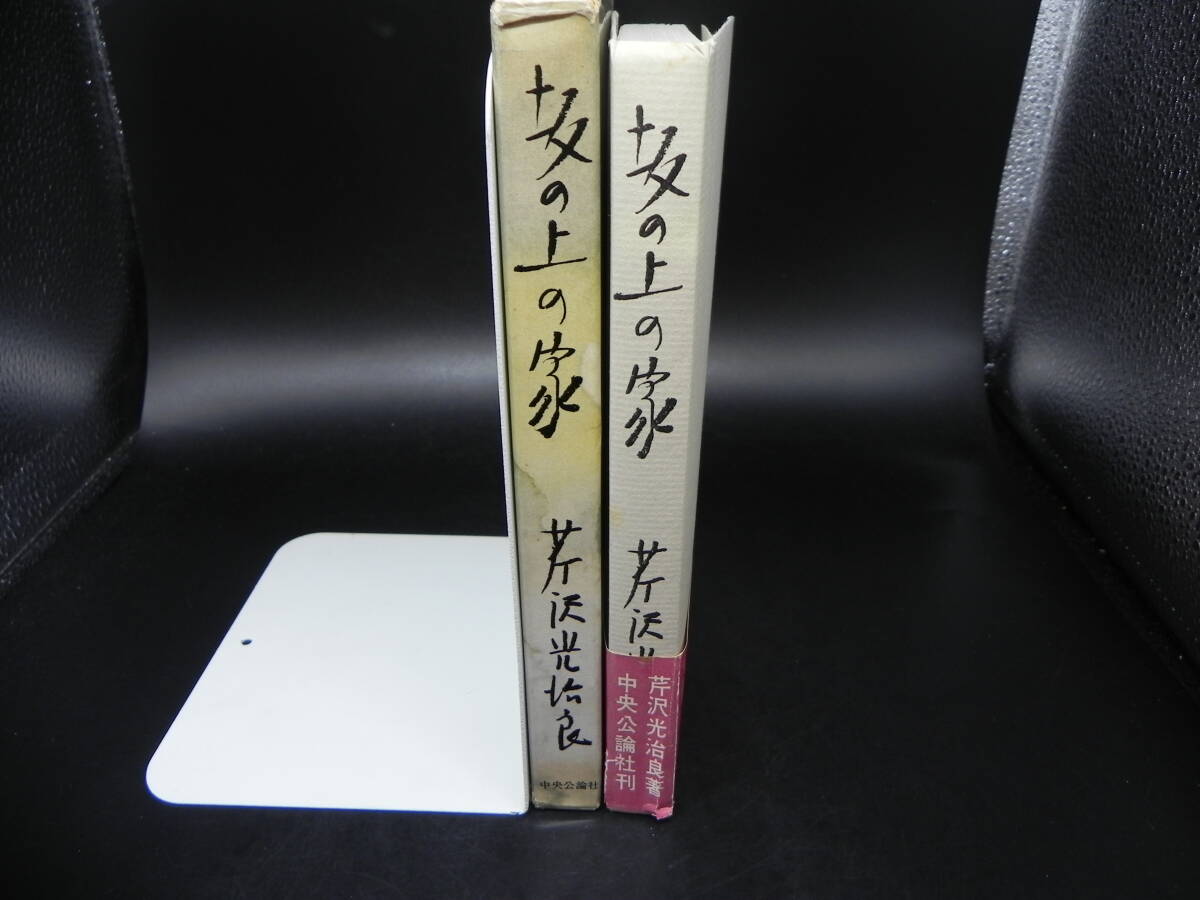 坂の上の家
芹沢光治良
中央公論社
坂の上の家
芹沢光
芹沢光治良著
中央公論社刊